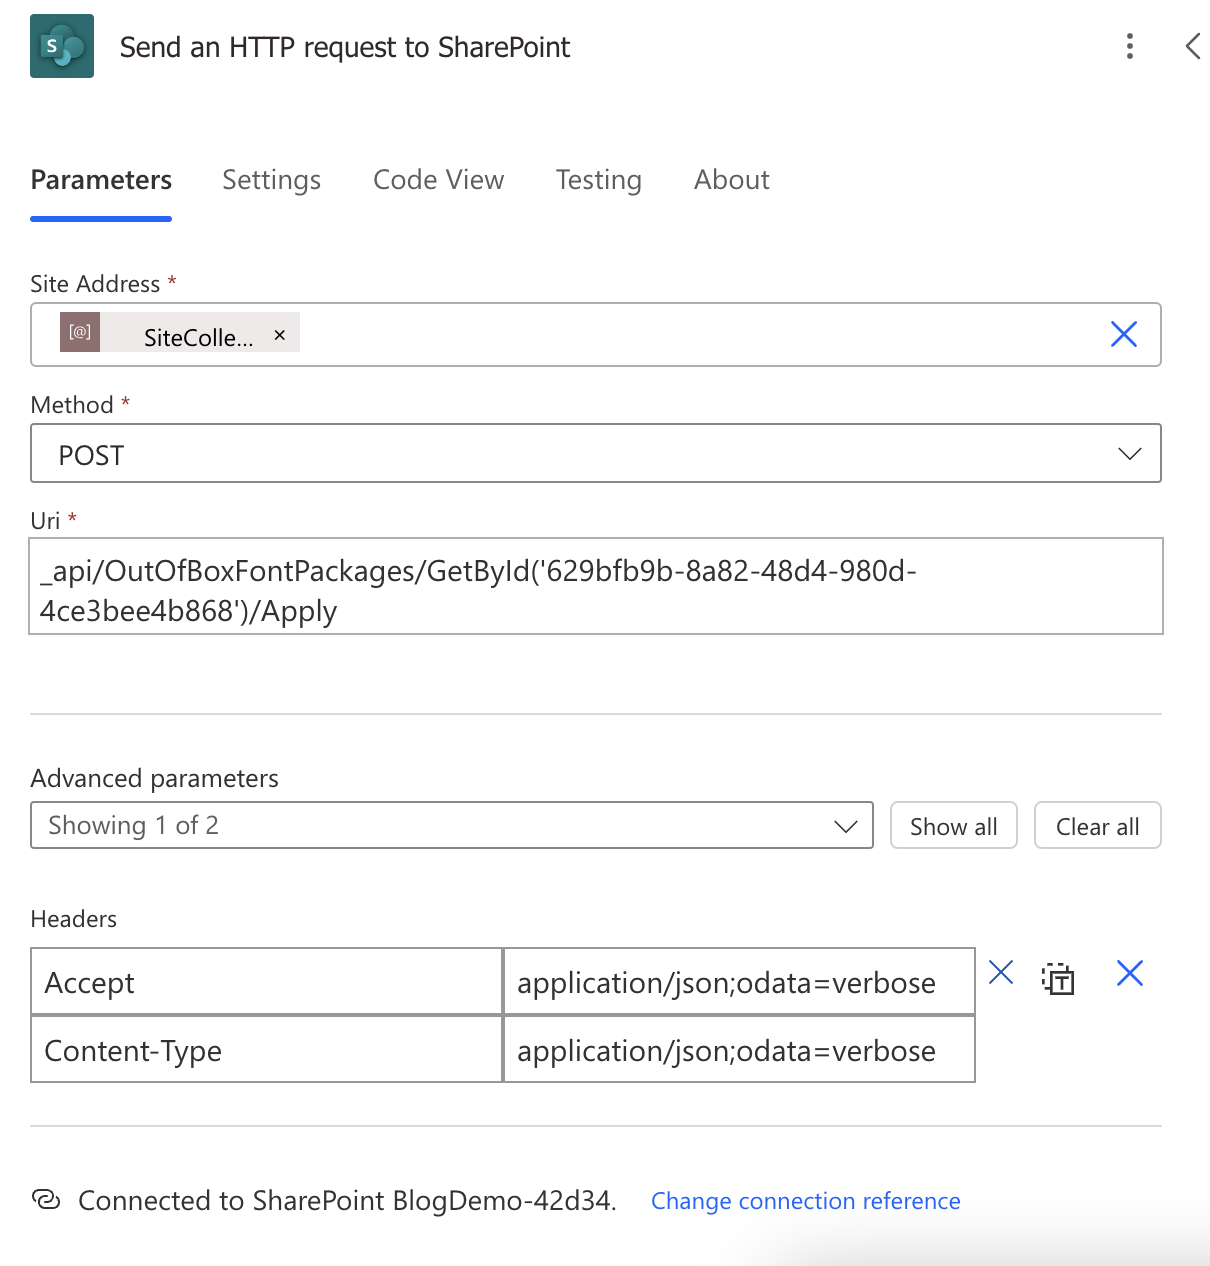 S
Send an HTTP request to SharePoint
Parameters Settings Code View Testing About
Site Address *
[@] SiteColle... ×
Method *
POST
Uri *
_api/OutOfBoxFontPackages/GetById('629bfb9b-8a82-48d4-980d-
4ce3bee4b868')/Apply
Advanced parameters
Showing 1 of 2 Show all Clear all
Headers
Accept application/json;odata=verbose
T
Content-Type application/json;odata=verbose
Connected to SharePoint BlogDemo-42d34. Change connection reference